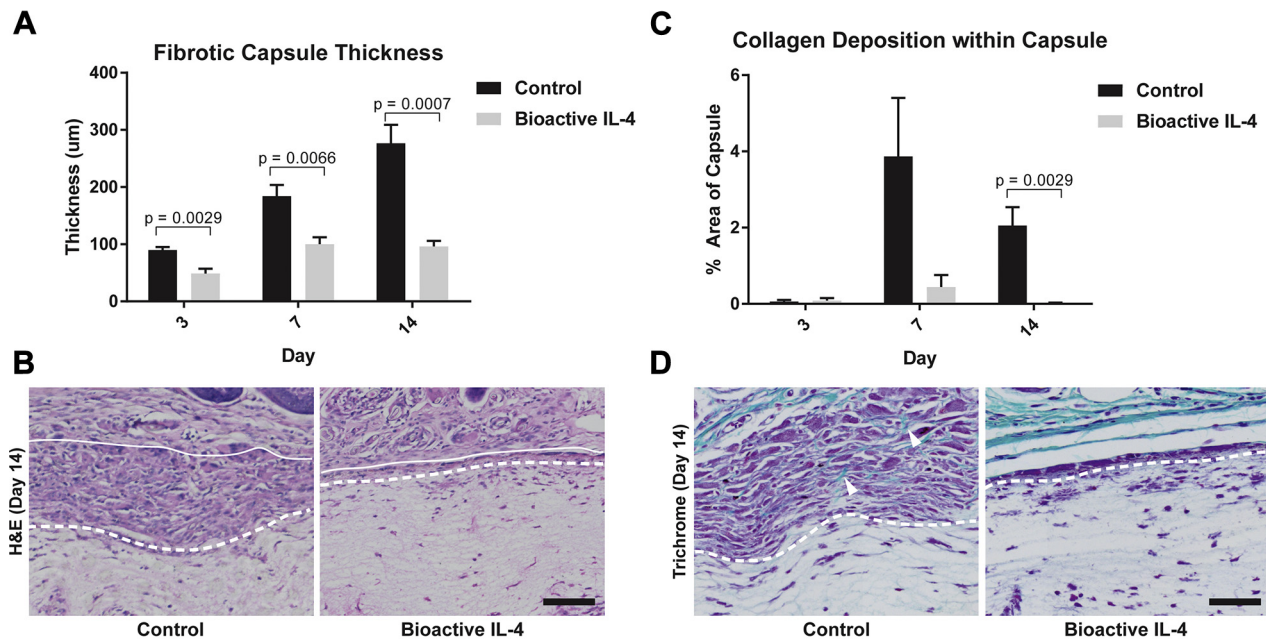 A
Fibrotic Capsule Thickness
400
300
200
100
0
Thickness (um)
p = 0.0029
p = 0.0066
p = 0.0007
Control
Bioactive IL-4
3
7
14
Day
B
H&E (Day 14)
Control
Bioactive IL-4
C
Collagen Deposition within Capsule
6
4
2
0
% Area of Capsule
p = 0.0029
Control
Bioactive IL-4
3
7
14
Day
D
Trichrome (Day 14)
Control
Bioactive IL-4